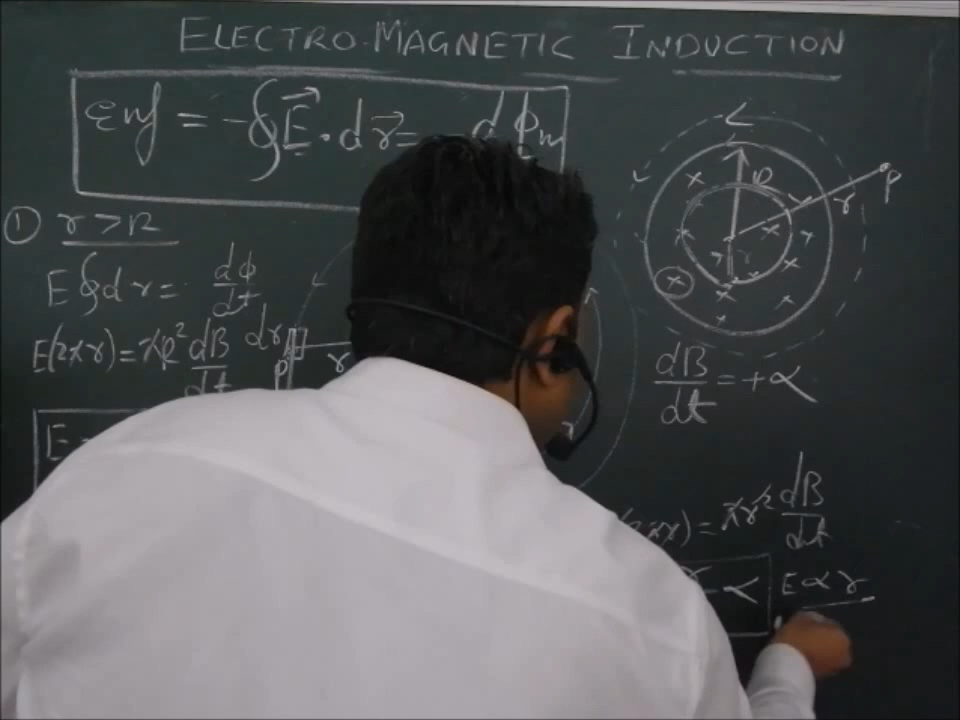 ELECTRO-MAGNETIC INDUCTION
emf = -∮E⃗·dr⃗ = dϕm
① r>R
E∮dr = dϕ/dt
E(2πr) = πR² dB/dt
E =
dr
P
r
R
r
P
dB/dt = +α
(2πr) = πr² dB/dt
α
E∝r